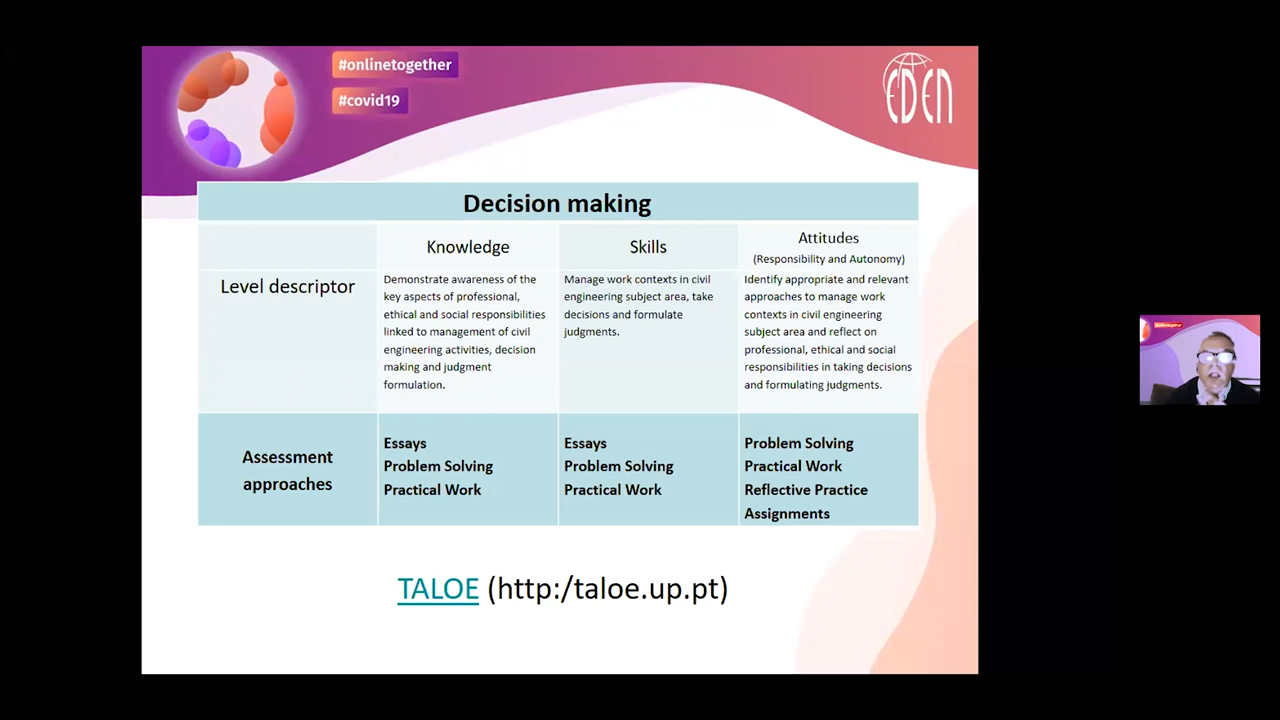 #onlinetogether
#covid19
EDEN
Decision making
Knowledge
Skills
Attitudes
(Responsibility and Autonomy)
Level descriptor
Demonstrate awareness of the
key aspects of professional,
ethical and social responsibilities
linked to management of civil
engineering activities, decision
making and judgment
formulation.
Manage work contexts in civil
engineering subject area, take
decisions and formulate
judgments.
Identify appropriate and relevant
approaches to manage work
contexts in civil engineering
subject area and reflect on
professional, ethical and social
responsibilities in taking decisions
and formulating judgments.
Assessment
approaches
Essays
Problem Solving
Practical Work
Essays
Problem Solving
Practical Work
Problem Solving
Practical Work
Reflective Practice
Assignments
TALOE (http:/taloe.up.pt)